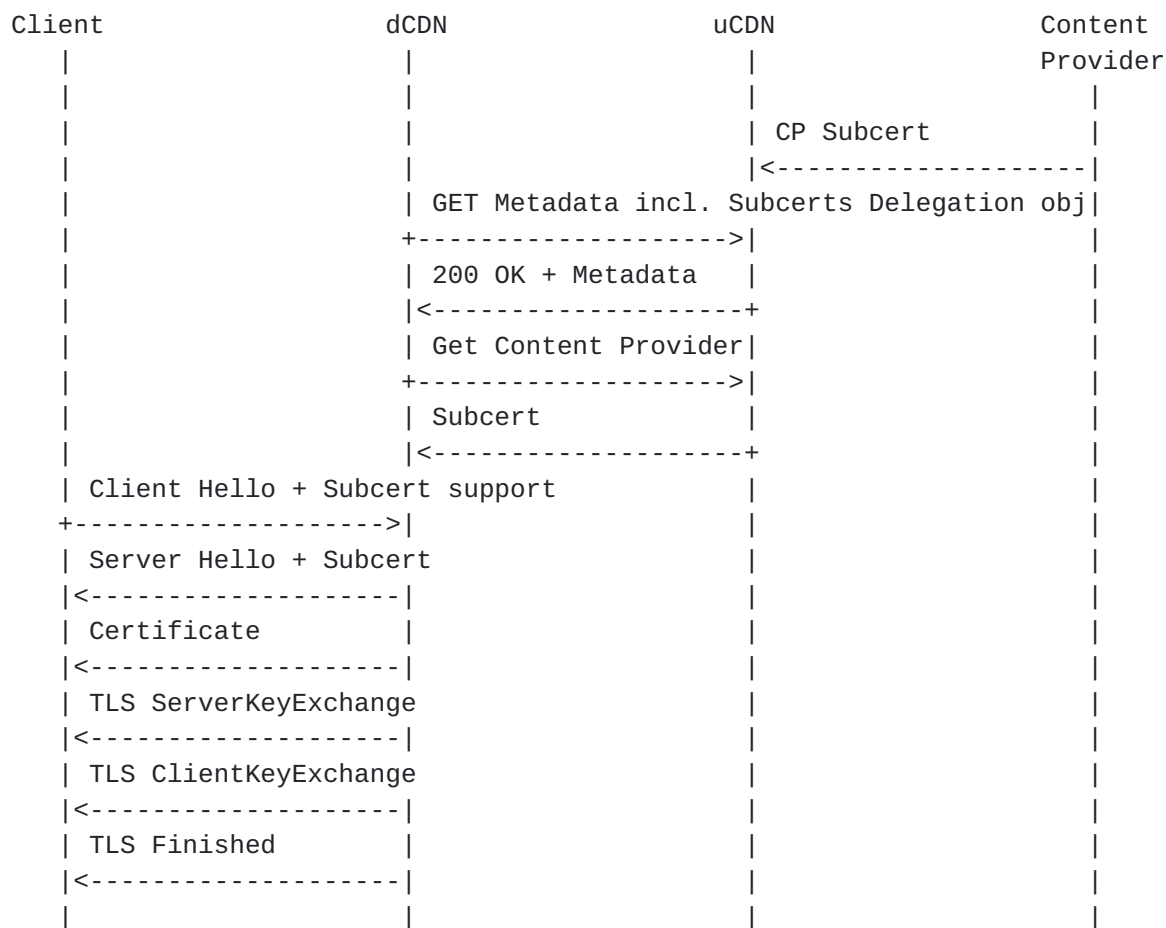 Client dCDN uCDN Content
Provider
CP Subcert
GET Metadata incl. Subcerts Delegation obj
200 OK + Metadata
Get Content Provider
Subcert
Client Hello + Subcert support
Server Hello + Subcert
Certificate
TLS ServerKeyExchange
TLS ClientKeyExchange
TLS Finished